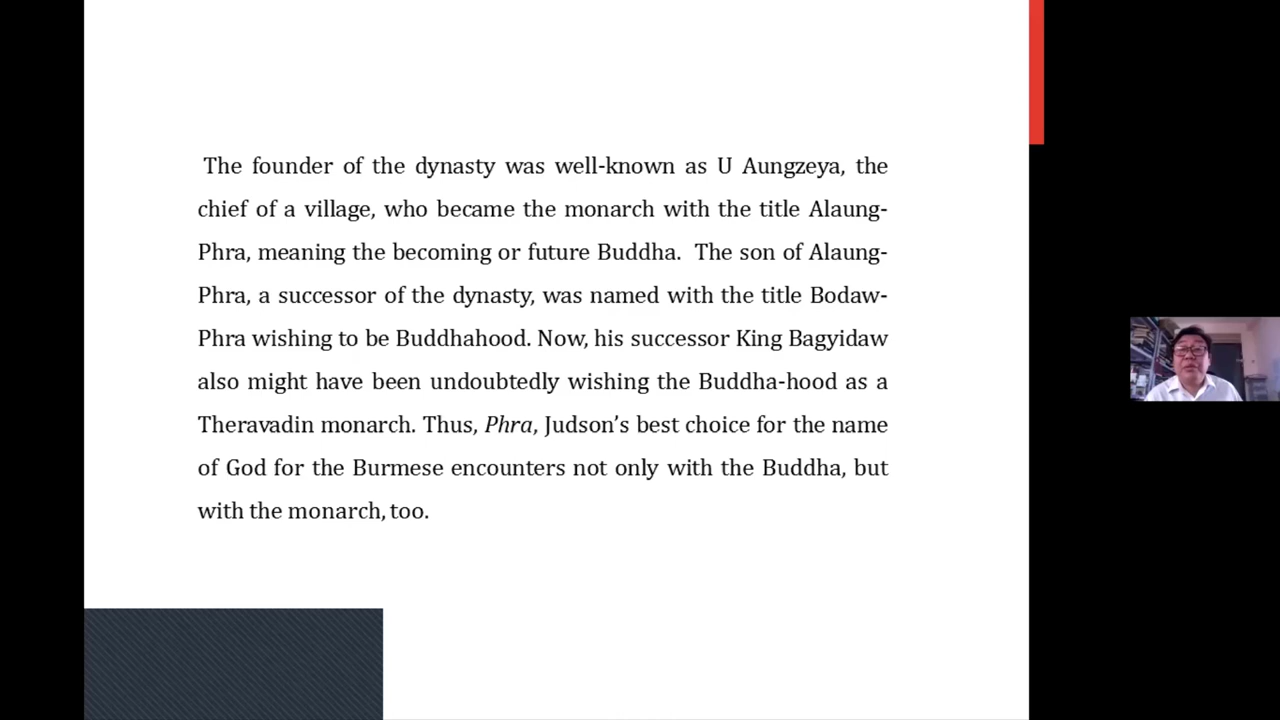 The founder of the dynasty was well-known as U Aungzeya, the
chief of a village, who became the monarch with the title Alaung-
Phra, meaning the becoming or future Buddha.  The son of Alaung-
Phra, a successor of the dynasty, was named with the title Bodaw-
Phra wishing to be Buddhahood. Now, his successor King Bagyidaw
also might have been undoubtedly wishing the Buddha-hood as a
Theravadin monarch. Thus, Phra, Judson’s best choice for the name
of God for the Burmese encounters not only with the Buddha, but
with the monarch, too.